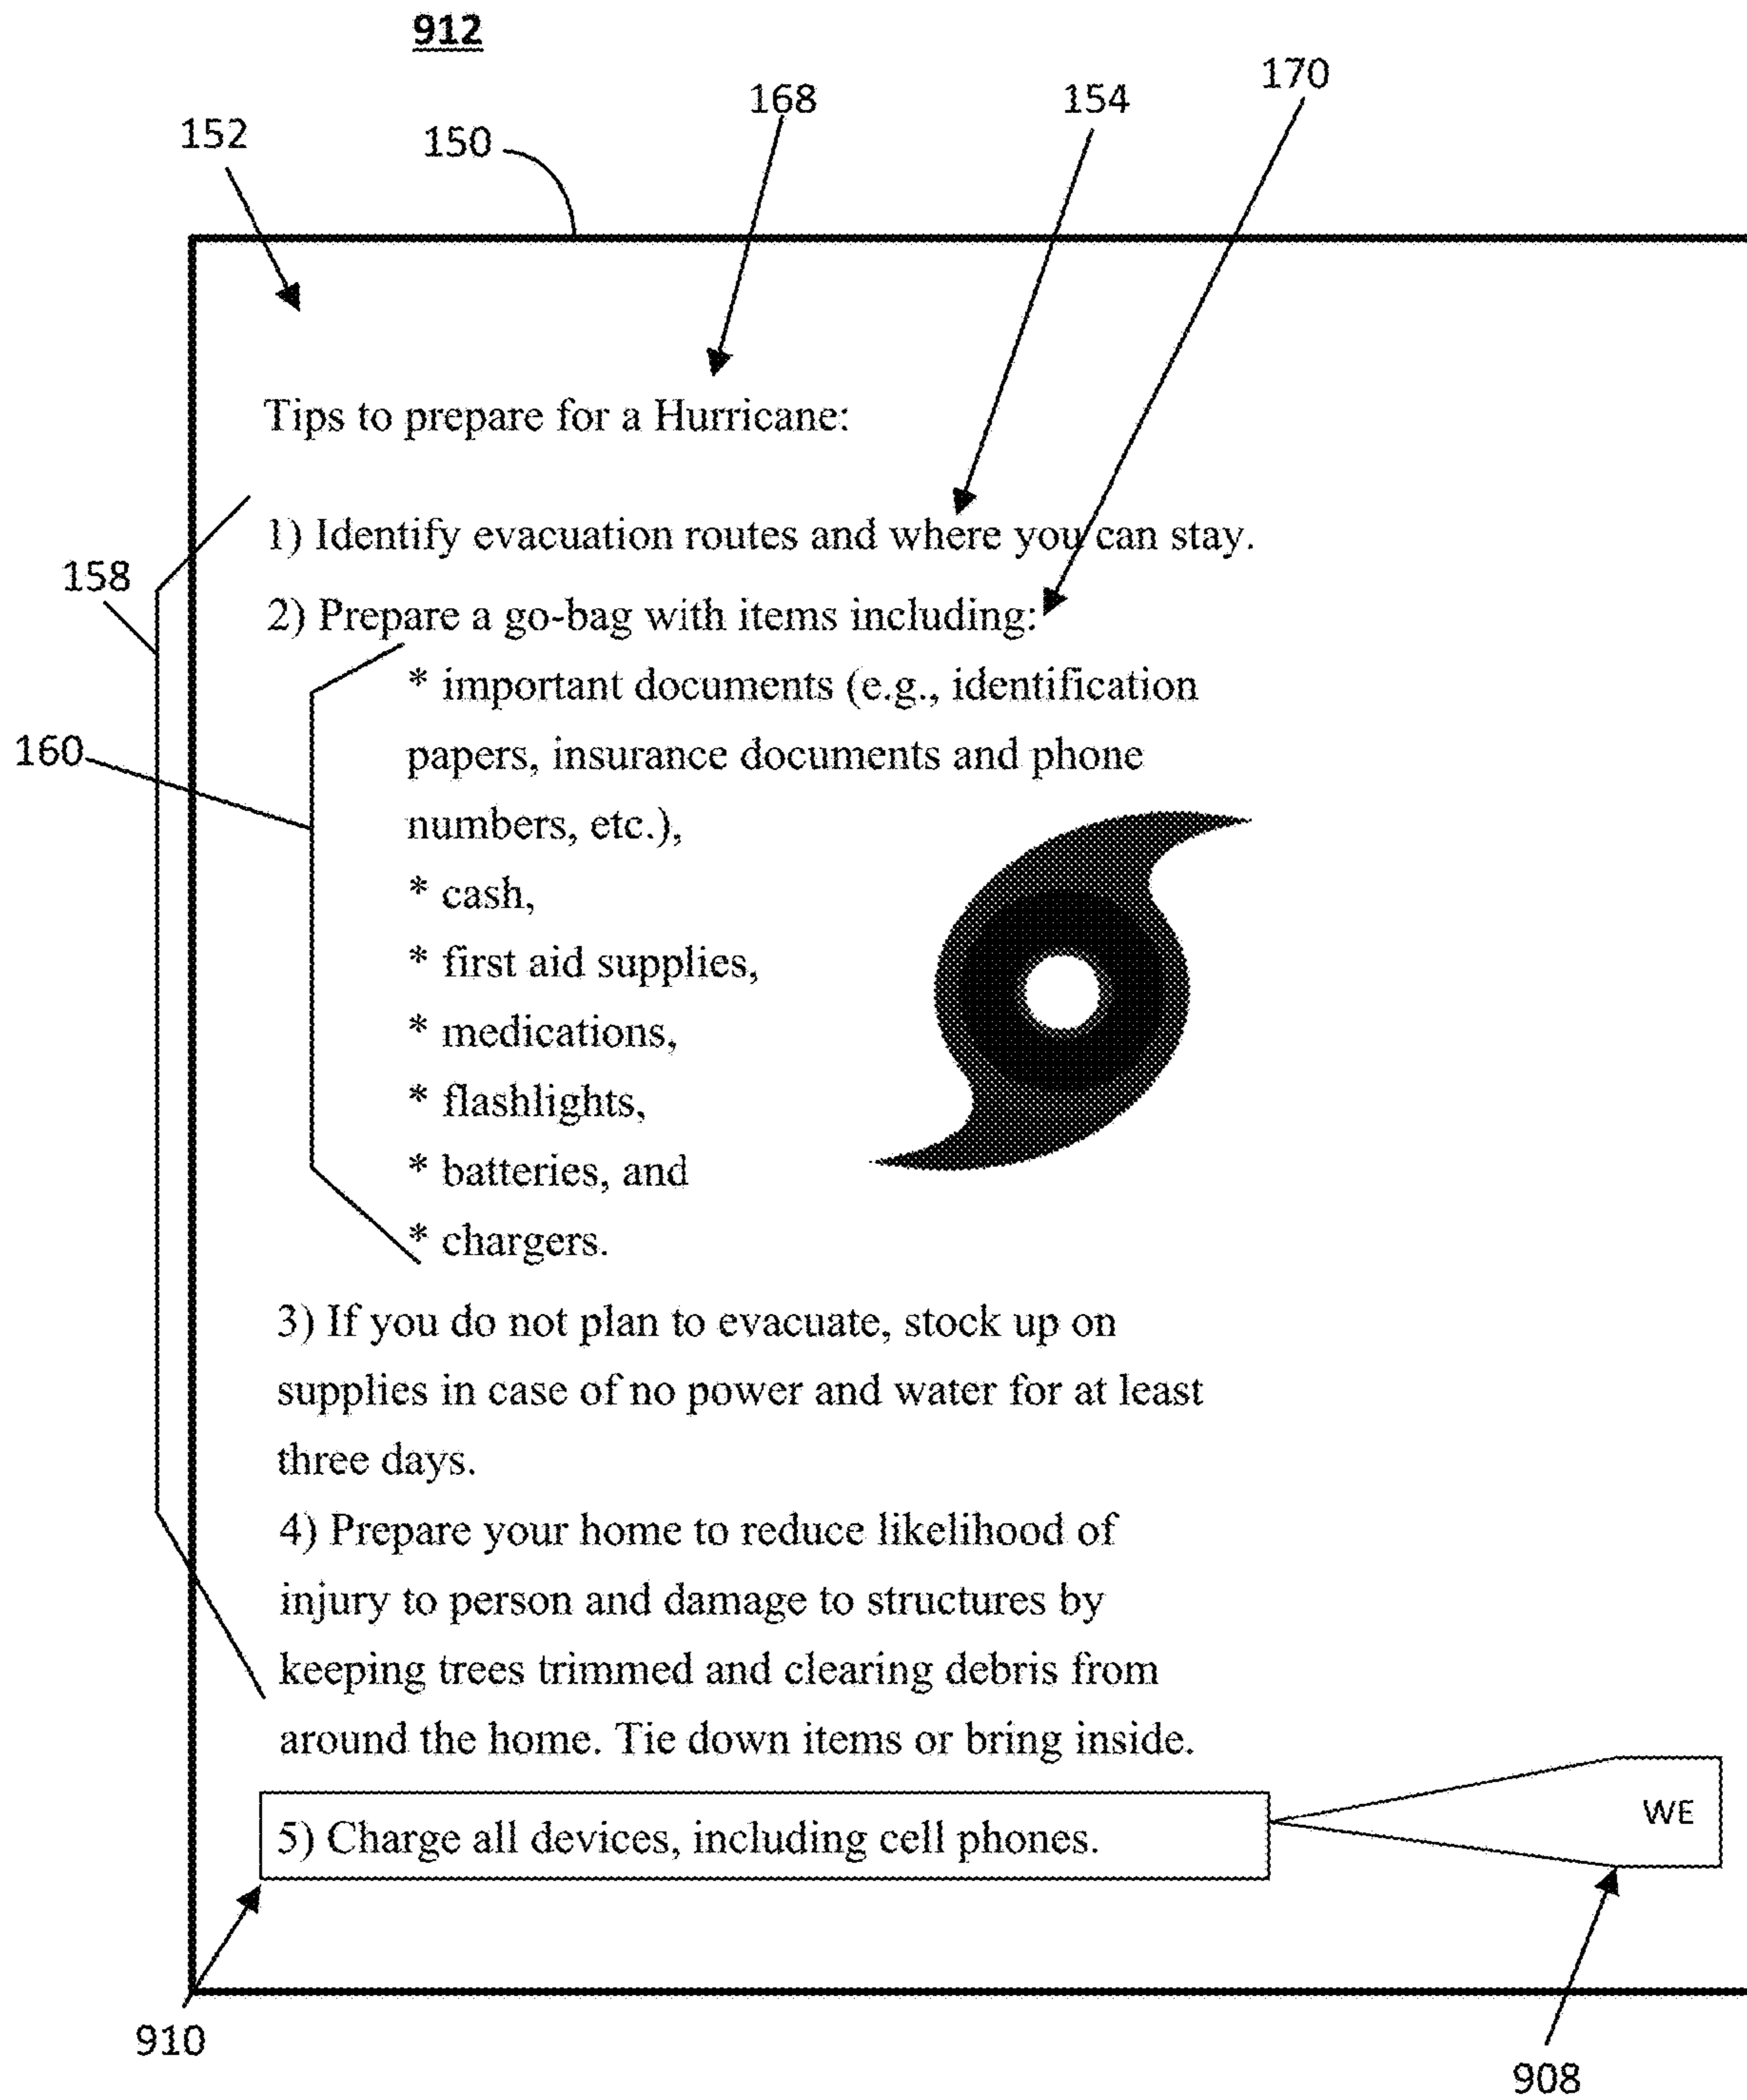 912
170
168
154
152
150
Tips to prepare for a Hurricane:
1) Identify evacuation routes and where you can stay.
158
2) Prepare a go-bag with items including:
* important documents (e.g., identification
160
papers, insurance documents and phone
numbers, etc.),
* cash,
* first aid supplies,
* medications,
* flashlights,
* batteries, and
* chargers.
3) If you do not plan to evacuate, stock up on
supplies in case of no power and water for at least
three days.
4) Prepare your home to reduce likelihood of
injury to person and damage to structures by
keeping trees trimmed and clearing debris from
around the home. Tie down items or bring inside.
WE
5) Charge all devices, including cell phones.
910
908